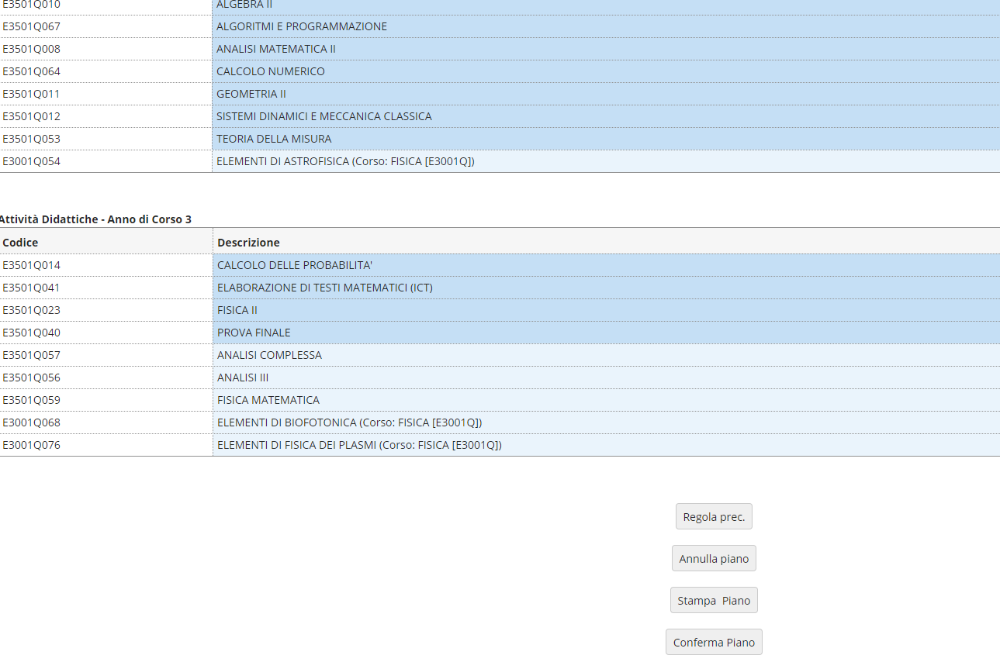 E3501Q010 ALGEBRA II
E3501Q067 ALGORITMI E PROGRAMMAZIONE
E3501Q008 ANALISI MATEMATICA II
E3501Q064 CALCOLO NUMERICO
E3501Q011 GEOMETRIA II
E3501Q012 SISTEMI DINAMICI E MECCANICA CLASSICA
E3501Q053 TEORIA DELLA MISURA
E3001Q054 ELEMENTI DI ASTROFISICA (Corso: FISICA [E3001Q])
Attività Didattiche - Anno di Corso 3
Codice Descrizione
E3501Q014 CALCOLO DELLE PROBABILITA'
E3501Q041 ELABORAZIONE DI TESTI MATEMATICI (ICT)
E3501Q023 FISICA II
E3501Q040 PROVA FINALE
E3501Q057 ANALISI COMPLESSA
E3501Q056 ANALISI III
E3501Q059 FISICA MATEMATICA
E3001Q068 ELEMENTI DI BIOFOTONICA (Corso: FISICA [E3001Q])
E3001Q076 ELEMENTI DI FISICA DEI PLASMI (Corso: FISICA [E3001Q])
Regola prec.
Annulla piano
Stampa Piano
Conferma Piano